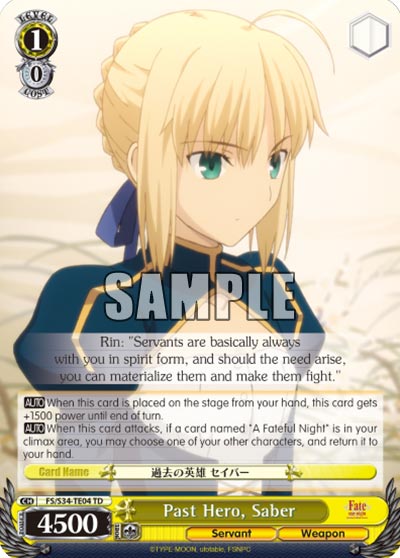 LEVEL
1
0
COST
SAMPLE
Rin: "Servants are basically always
with you in spirit form, and should the need arise,
you can materialize them and make them fight."
AUTO When this card is placed on the stage from your hand, this card gets
+1500 power until end of turn.
AUTO When this card attacks, if a card named "A Fateful Night" is in your
climax area, you may choose one of your other characters, and return it to
your hand.
Card Name
過去の英雄 セイバー
CH FS/S34-TE04 TD
POWER 4500
Past Hero, Saber
Servant
Weapon
Fate
©TYPE-MOON, ufotable, FSNPC